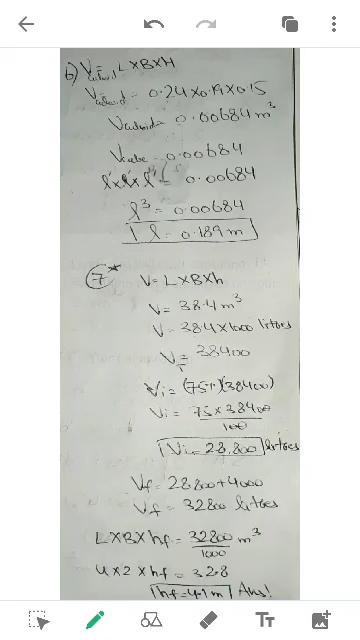 b) Vcuboid = L×B×H
Vcuboid = 0.24×0.19×0.15
Vcuboid = 0.00684 m³
Vcube = 0.00684
l×l×l = 0.00684
l³ = 0.00684
l = 0.189 m
7*
V = L×B×h
V = 38.4 m³
V = 38.4×1000 litres
V = 38400
Vi = (75%)(38400)
Vi = 75×38400/100
Vi = 28,800 litres
Vf = 28800+4000
Vf = 32800 litres
L×B×hf = 32800/1000 m³
4×2×hf = 32.8
hf = 4.1 m Ans!
TT